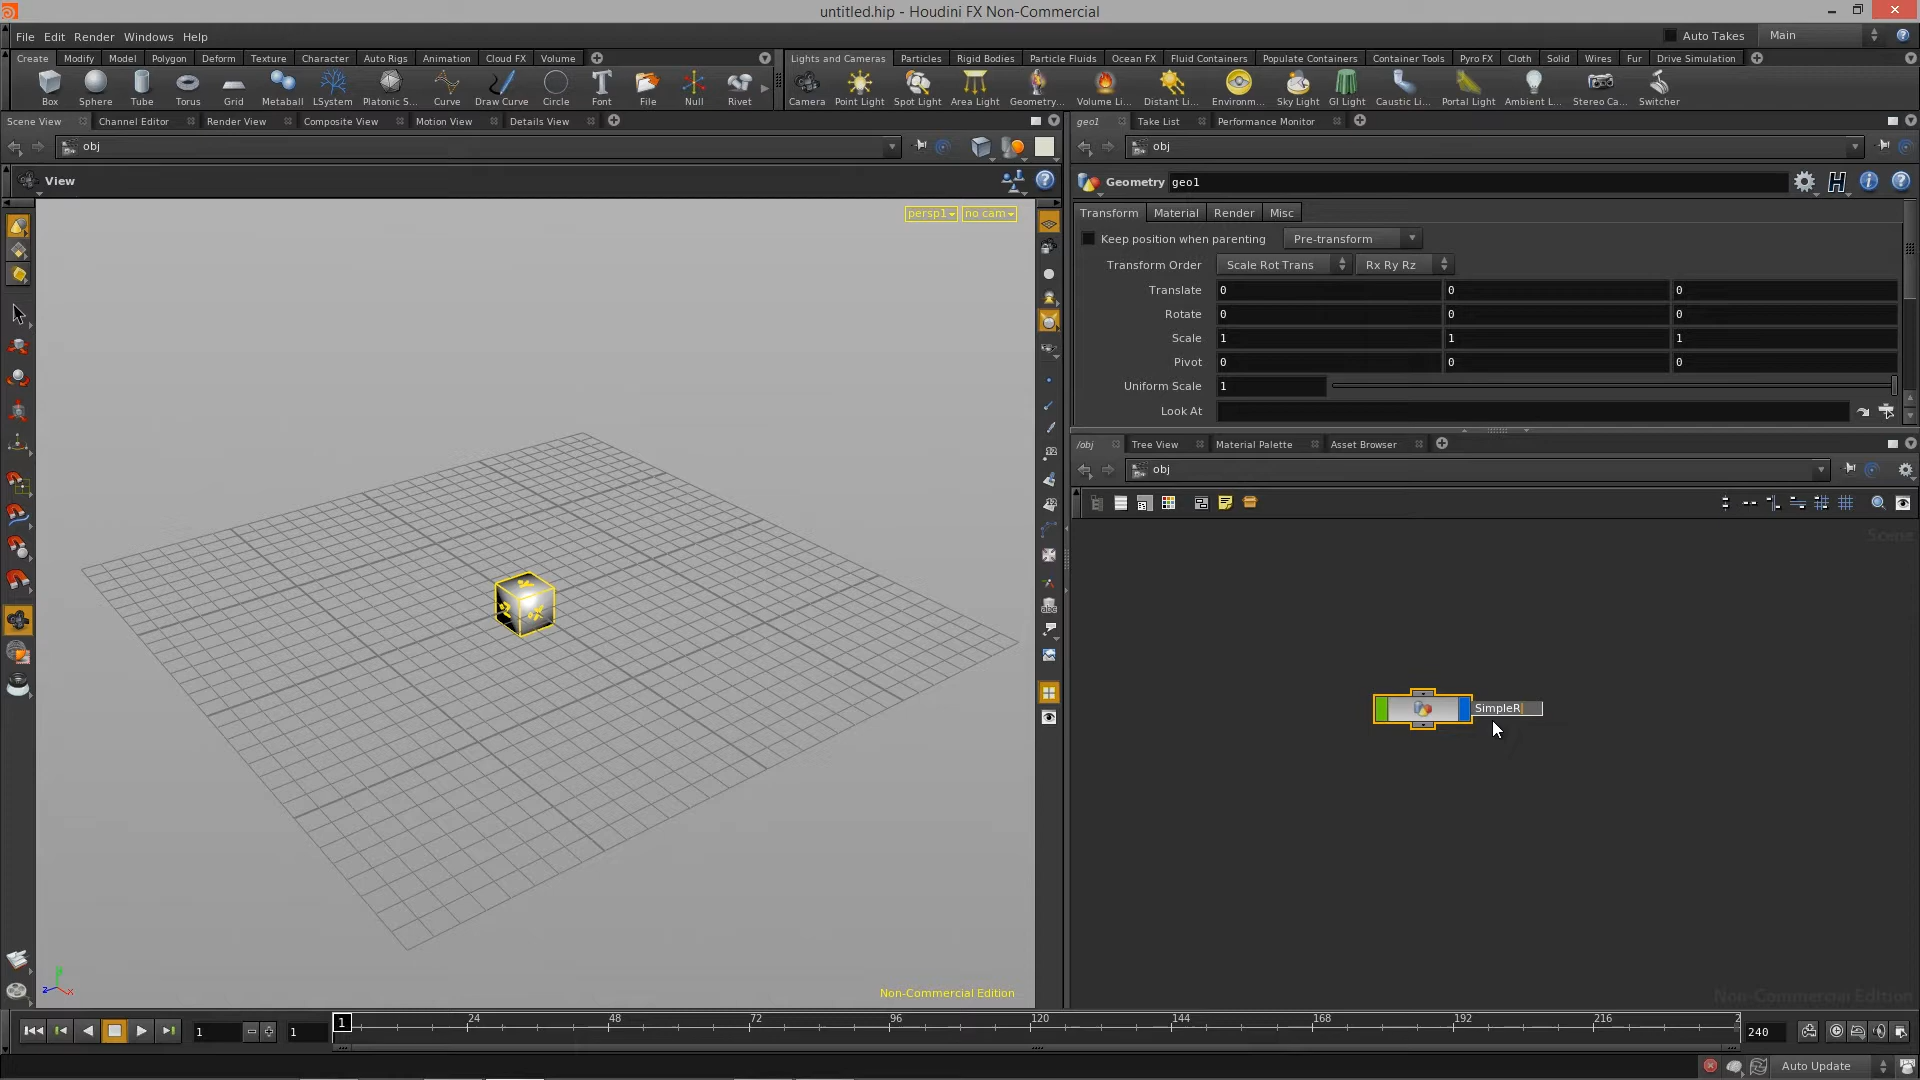 untitled.hip - Houdini FX Non-Commercial
File Edit Render Windows Help
Auto Takes Main
Create Modify Model Polygon Deform Texture Character Auto Rigs Animation Cloud FX Volume
Lights and Cameras Particles Rigid Bodies Particle Fluids Ocean FX Fluid Containers Populate Containers Container Tools Pyro FX Cloth Solid Wires Fur Drive Simulation
Box Sphere Tube Torus Grid Metaball LSystem Platonic S... Curve Draw Curve Circle Font File Null Rivet
Camera Point Light Spot Light Area Light Geometry... Volume Li... Distant Li... Environm... Sky Light GI Light Caustic Li... Portal Light Ambient L... Stereo Ca... Switcher
Scene View Channel Editor Render View Composite View Motion View Details View
geo1 Take List Performance Monitor
obj
obj
View
Geometry geo1
persp1 no cam
Transform Material Render Misc
Keep position when parenting Pre-transform
Transform Order Scale Rot Trans Rx Ry Rz
Translate 0 0 0
Rotate 0 0 0
Scale 1 1 1
Pivot 0 0 0
Uniform Scale 1
Look At
/obj Tree View Material Palette Asset Browser
obj
Scene
SimpleR
Non-Commercial Edition
Non-Commercial Edition
1 1 1 24 48 72 96 120 144 168 192 216 2 240
Auto Update